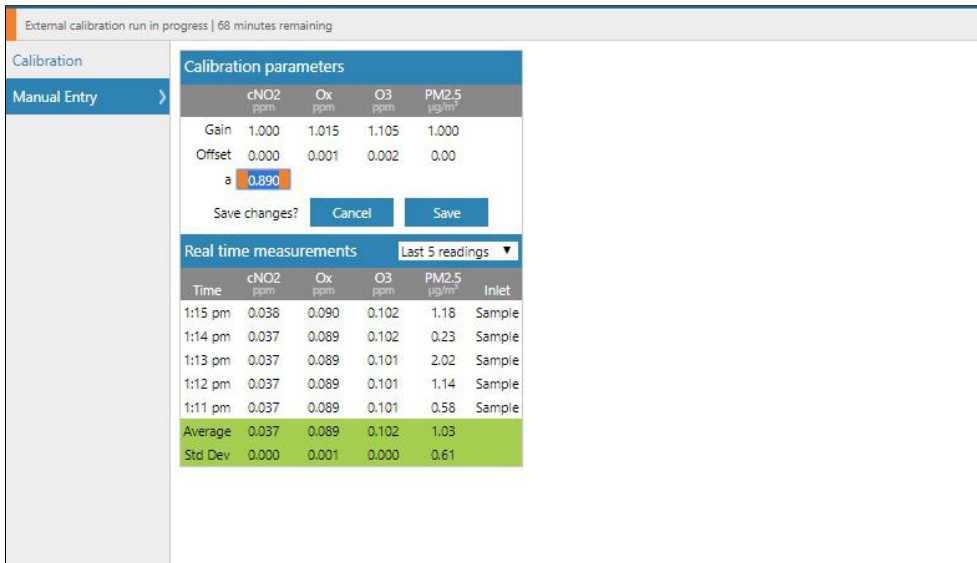 External calibration run in progress | 68 minutes remaining
Calibration
Manual Entry
Calibration parameters
cNO2 Ox O3 PM2.5
ppm ppm ppm µg/m³
Gain 1.000 1.015 1.105 1.000
Offset 0.000 0.001 0.002 0.00
a 0.890
Save changes? Cancel Save
Real time measurements Last 5 readings ▼
cNO2 Ox O3 PM2.5
Time ppm ppm ppm µg/m³ Inlet
1:15 pm 0.038 0.090 0.102 1.18 Sample
1:14 pm 0.037 0.089 0.102 0.23 Sample
1:13 pm 0.037 0.089 0.101 2.02 Sample
1:12 pm 0.037 0.089 0.101 1.14 Sample
1:11 pm 0.037 0.089 0.101 0.58 Sample
Average 0.037 0.089 0.102 1.03
Std Dev 0.000 0.001 0.000 0.61